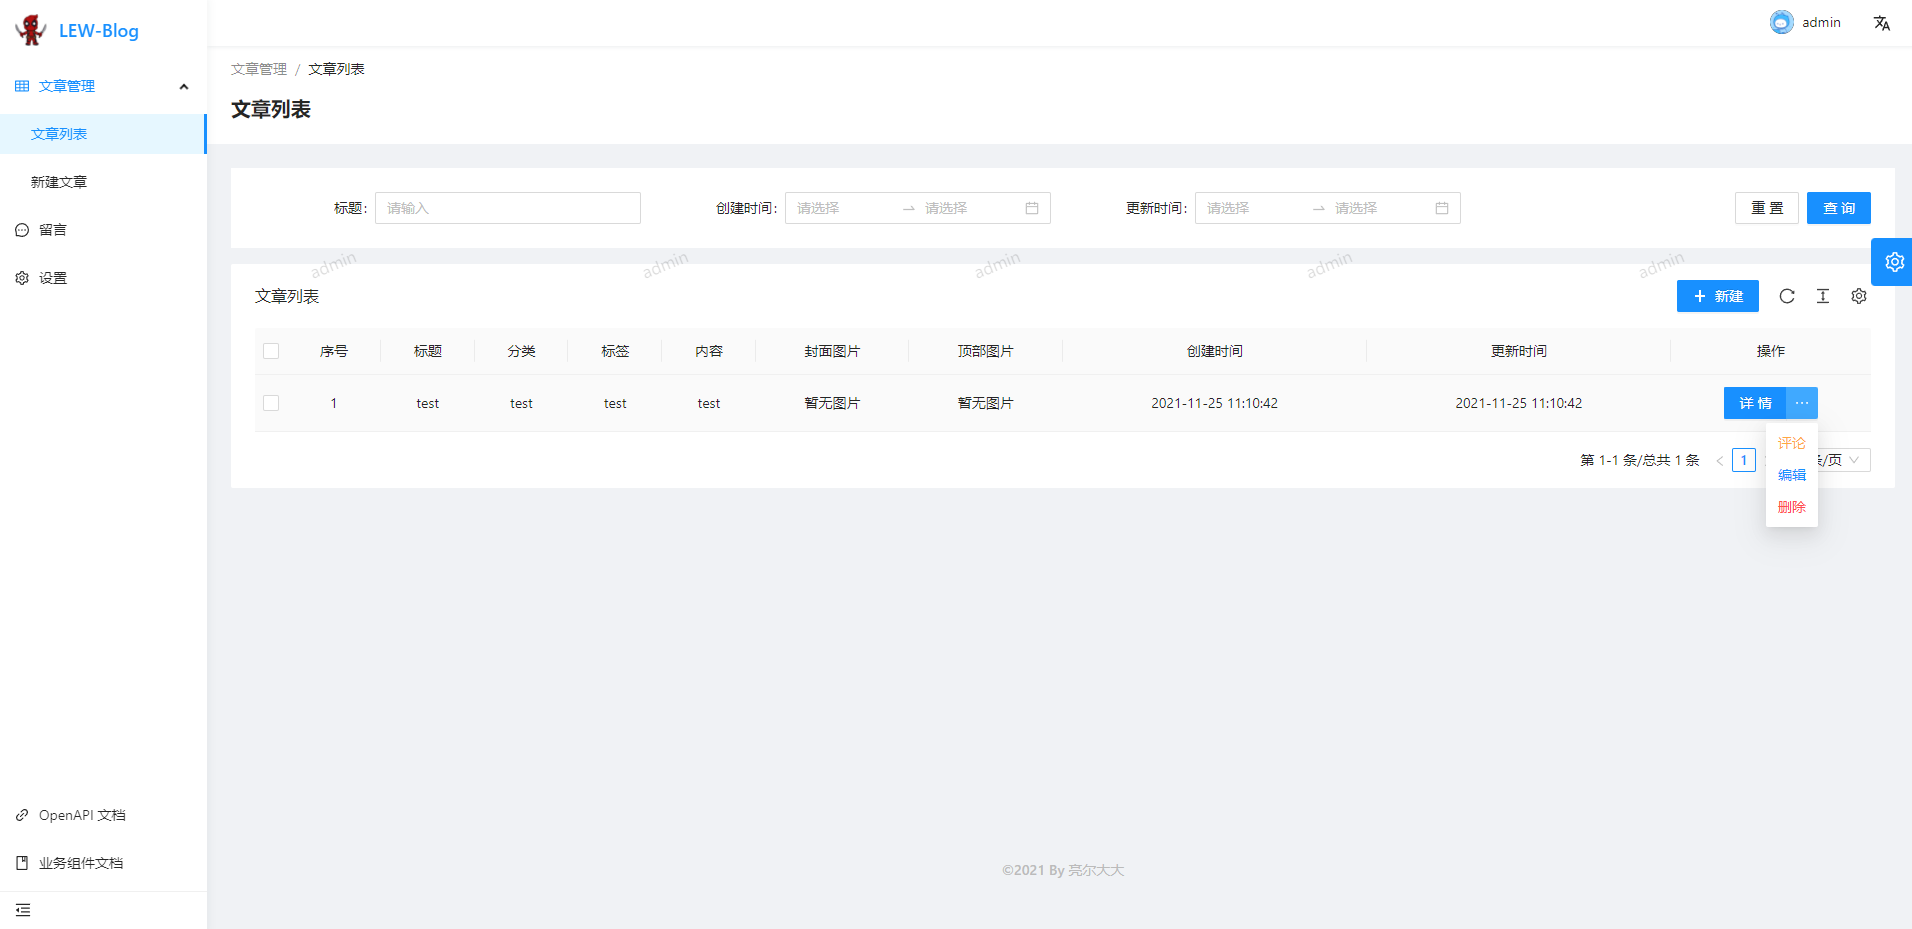 LEW-Blog
admin
文章管理
文章列表
新建文章
留言
设置
OpenAPI 文档
业务组件文档
文章管理 / 文章列表
文章列表
标题: 请输入 创建时间: 请选择 请选择 更新时间: 请选择 请选择 重 置 查 询
admin admin admin admin admin
文章列表 新建
序号 标题 分类 标签 内容 封面图片 顶部图片 创建时间 更新时间 操作
1 test test test test 暂无图片 暂无图片 2021-11-25 11:10:42 2021-11-25 11:10:42 详 情 ···
评论
编辑
删除
第 1-1 条/总共 1 条 1 条/页
©2021 By 亮尔大大